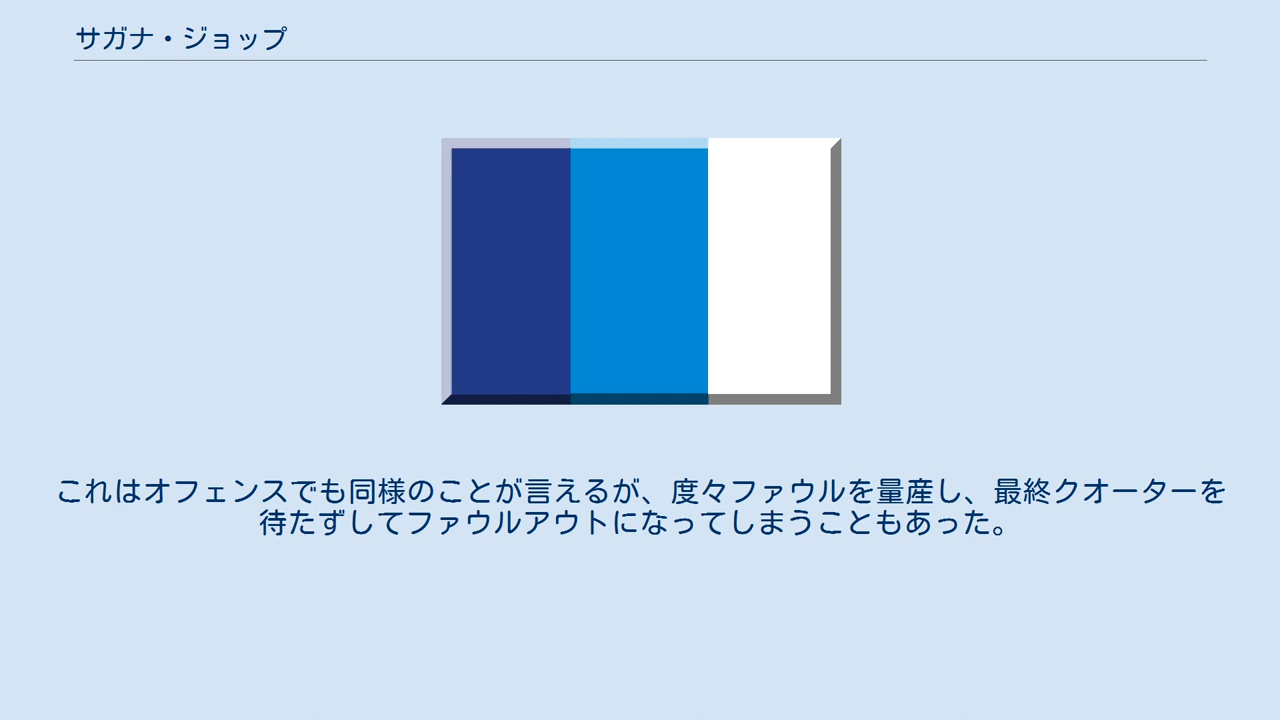 サガナ・ジョップ
これはオフェンスでも同様のことが言えるが、度々ファウルを量産し、最終クオーターを
待たずしてファウルアウトになってしまうこともあった。